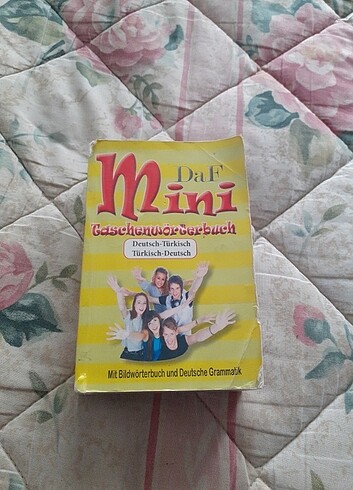 DaF
Mini
Taschenwörterbuch
Deutsch-Türkisch
Türkisch-Deutsch
Mit Bildwörterbuch und Deutsche Grammatik